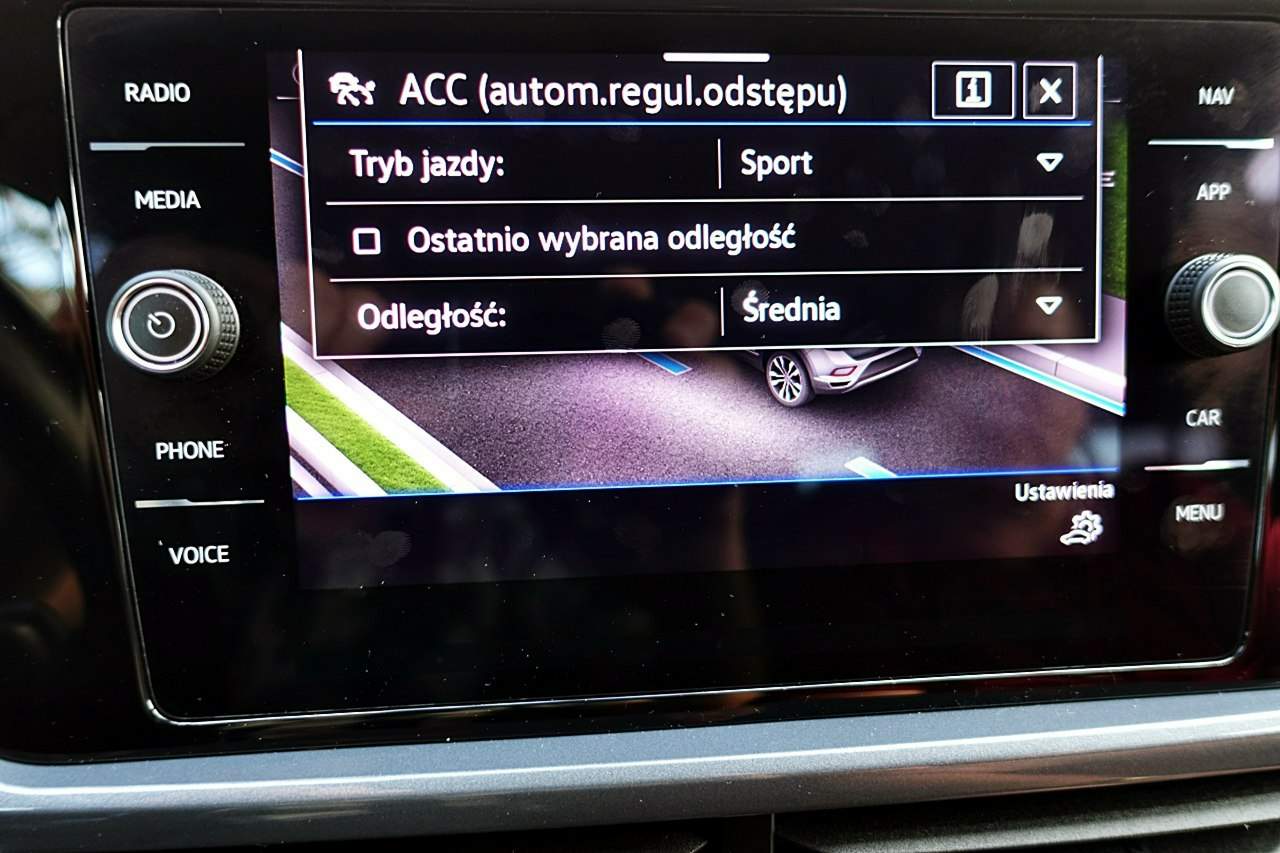 RADIO
MEDIA
PHONE
VOICE
ACC (autom.regul.odstępu)
i
X
Tryb jazdy: Sport
Ostatnio wybrana odległość
Odległość: Średnia
Ustawienia
NAV
APP
CAR
MENU